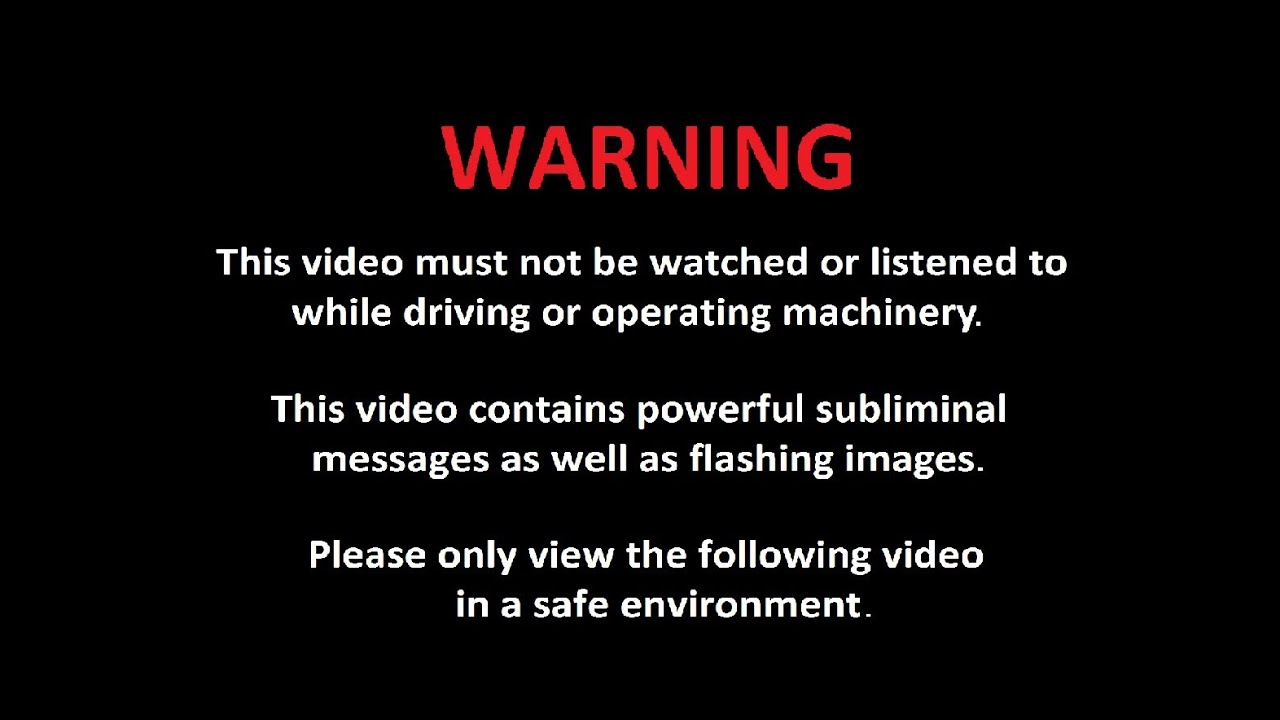 WARNING
This video must not be watched or listened to
while driving or operating machinery.
This video contains powerful subliminal
messages as well as flashing images.
Please only view the following video
in a safe environment.